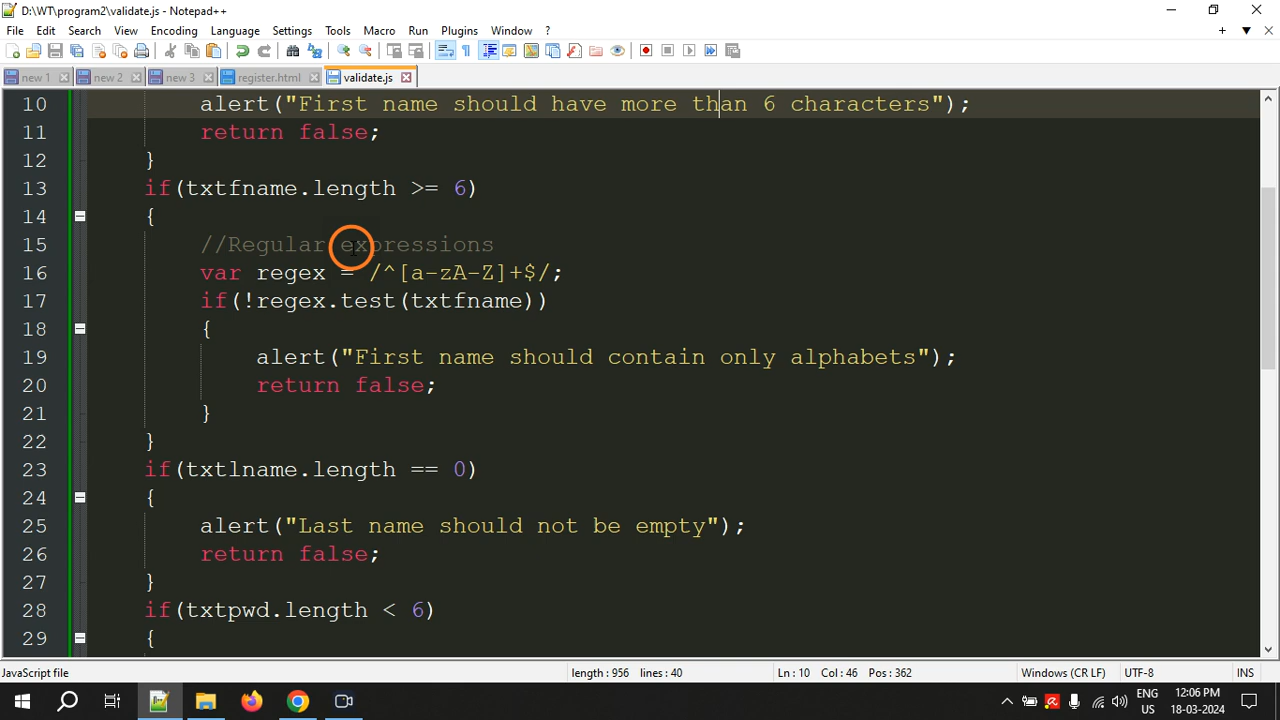 D:\WT\program2\validate.js - Notepad++
File Edit Search View Encoding Language Settings Tools Macro Run Plugins Window ?
new 1 new 2 new 3 register.html validate.js
10 alert("First name should have more than 6 characters");
11 return false;
12 }
13 if(txtfname.length >= 6)
14 {
15 //Regular expressions
16 var regex = /^[a-zA-Z]+$/;
17 if(!regex.test(txtfname))
18 {
19 alert("First name should contain only alphabets");
20 return false;
21 }
22 }
23 if(txtlname.length == 0)
24 {
25 alert("Last name should not be empty");
26 return false;
27 }
28 if(txtpwd.length < 6)
29 {
JavaScript file length : 956 lines : 40 Ln : 10 Col : 46 Pos : 362 Windows (CR LF) UTF-8 INS
ENG 12:06 PM
US 18-03-2024